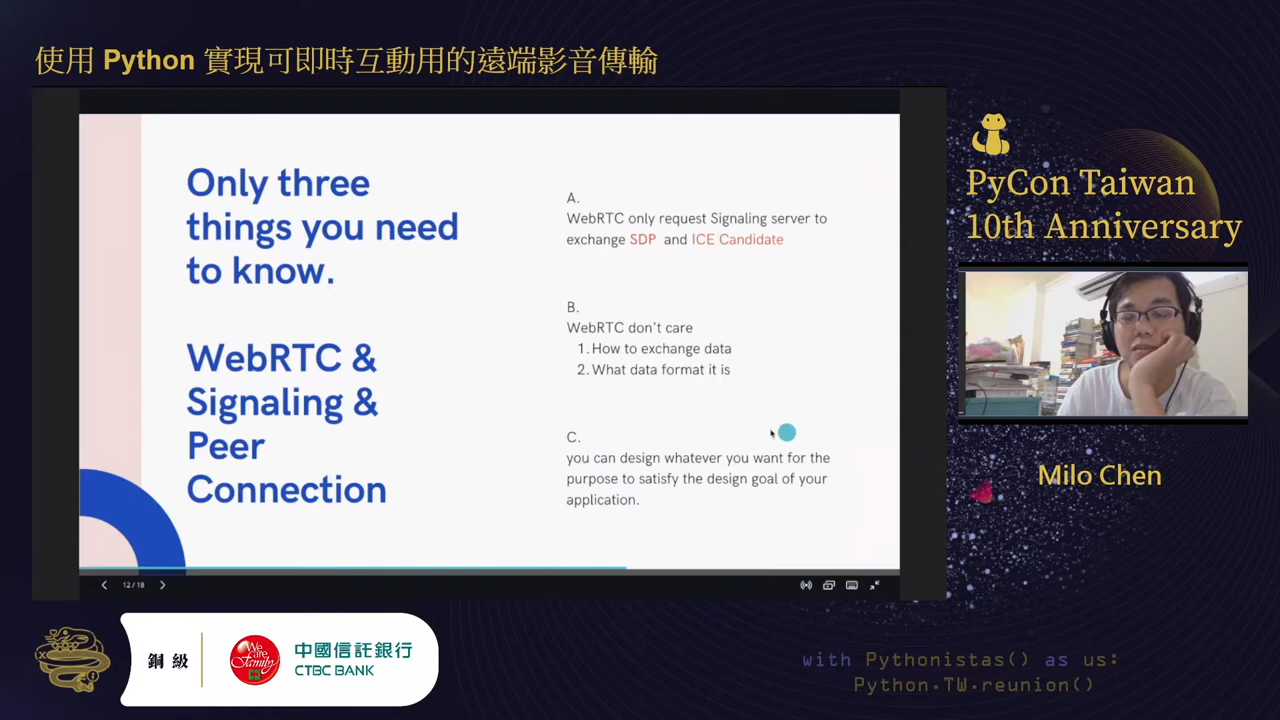 使用 Python 實現可即時互動用的遠端影音傳輸
Only three
things you need
to know.
WebRTC &
Signaling &
Peer
Connection
A.
WebRTC only request Signaling server to
exchange SDP and ICE Candidate
B.
WebRTC don't care
1. How to exchange data
2. What data format it is
C.
you can design whatever you want for the
purpose to satisfy the design goal of your
application.
12 / 18
PyCon Taiwan
10th Anniversary
Milo Chen
銅級
We
are
Family
中國信託銀行
CTBC BANK
with Pythonistas() as us:
Python.TW.reunion()